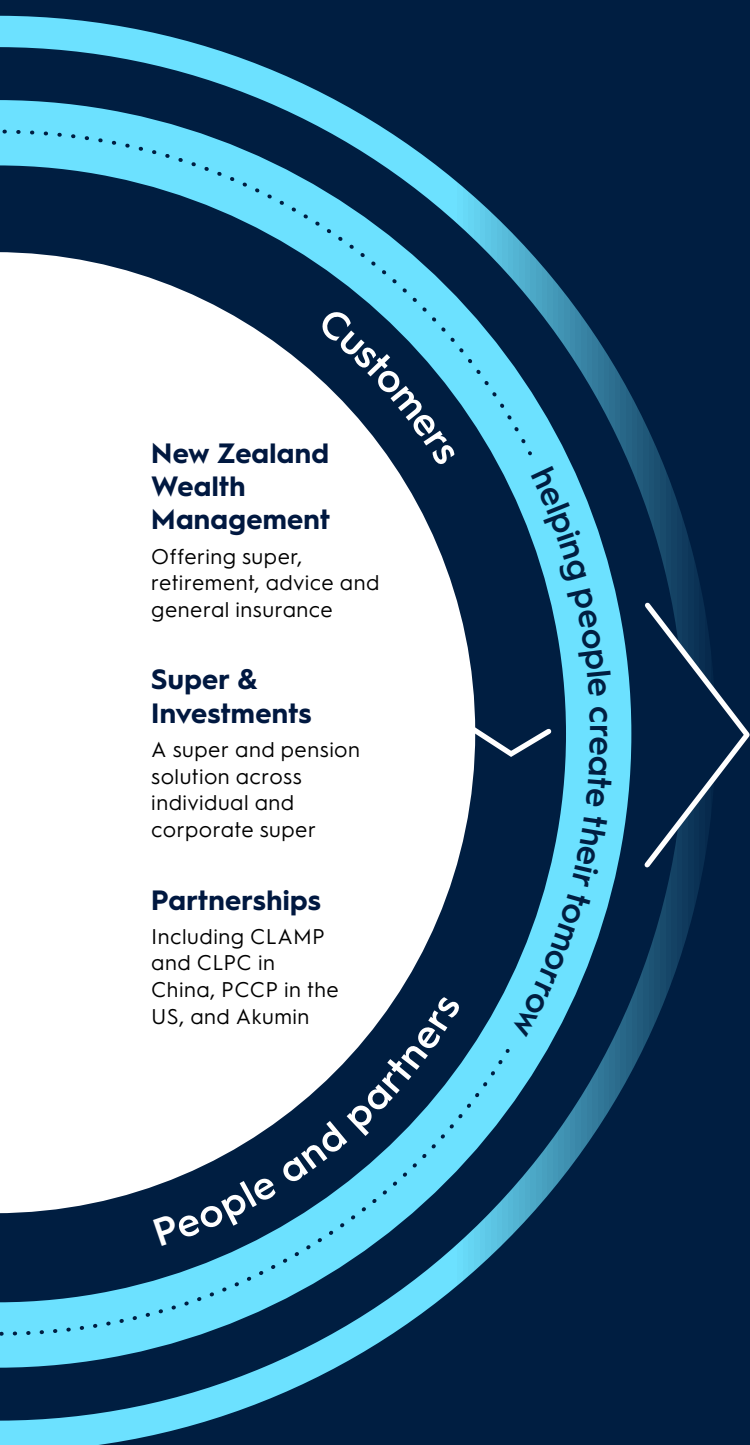 Customers
New Zealand
Wealth
Management
Offering super,
retirement, advice and
general insurance
Super &
Investments
A super and pension
solution across
individual and
corporate super
Partnerships
Including CLAMP
and CLPC in
China, PCCP in the
US, and Akumin
People and partners
helping people create their tomorrow